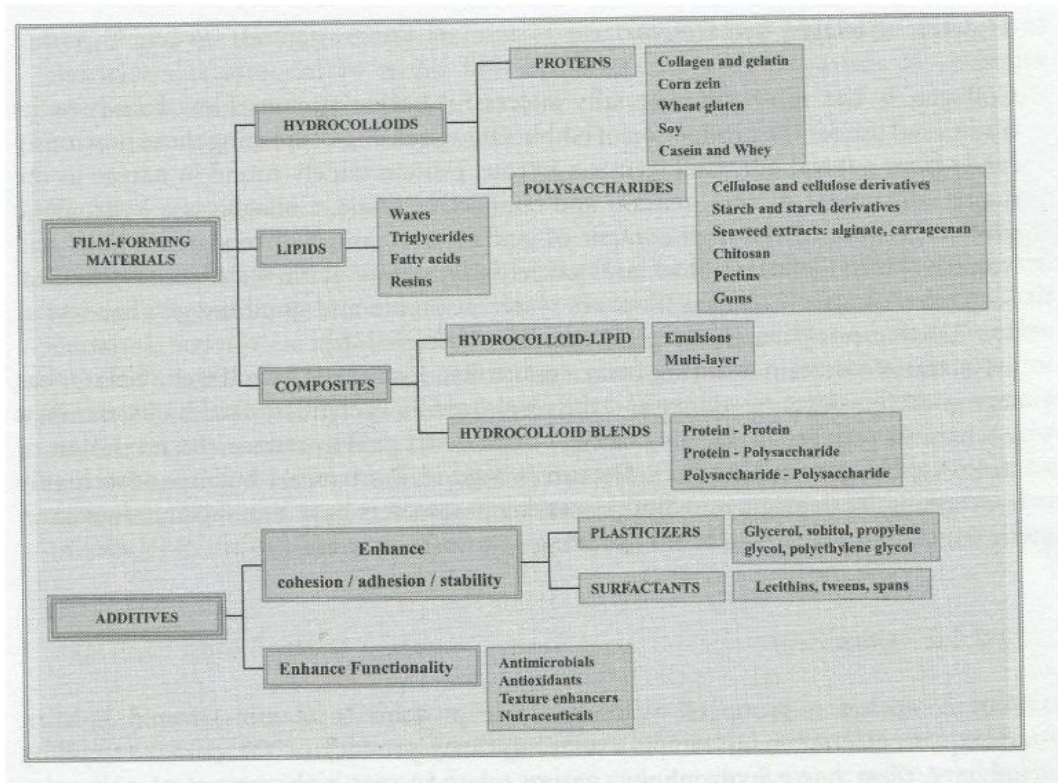 PROTEINS
Collagen and gelatin
Corn zein
Wheat gluten
Soy
Casein and Whey
HYDROCOLLOIDS
POLYSACCHARIDES
Cellulose and cellulose derivatives
Starch and starch derivatives
Seaweed extracts: alginate, carrageenan
Chitosan
Pectins
Gums
FILM-FORMING
MATERIALS
LIPIDS
Waxes
Triglycerides
Fatty acids
Resins
HYDROCOLLOID-LIPID
Emulsions
Multi-layer
COMPOSITES
HYDROCOLLOID BLENDS
Protein - Protein
Protein - Polysaccharide
Polysaccharide - Polysaccharide
Enhance
cohesion / adhesion / stability
PLASTICIZERS
Glycerol, sobitol, propylene
glycol, polyethylene glycol
SURFACTANTS
Lecithins, tweens, spans
ADDITIVES
Enhance Functionality
Antimicrobials
Antioxidants
Texture enhancers
Nutraceuticals